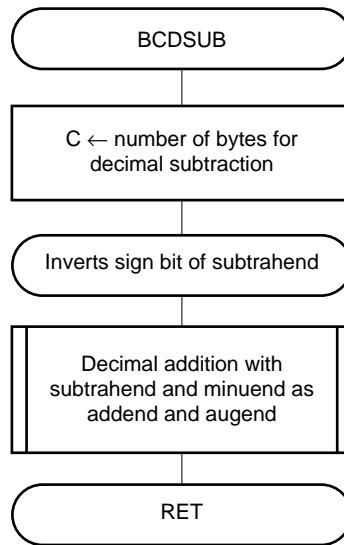 BCDSUB
C ← number of bytes for
decimal subtraction
Inverts sign bit of subtrahend
Decimal addition with
subtrahend and minuend as
addend and augend
RET